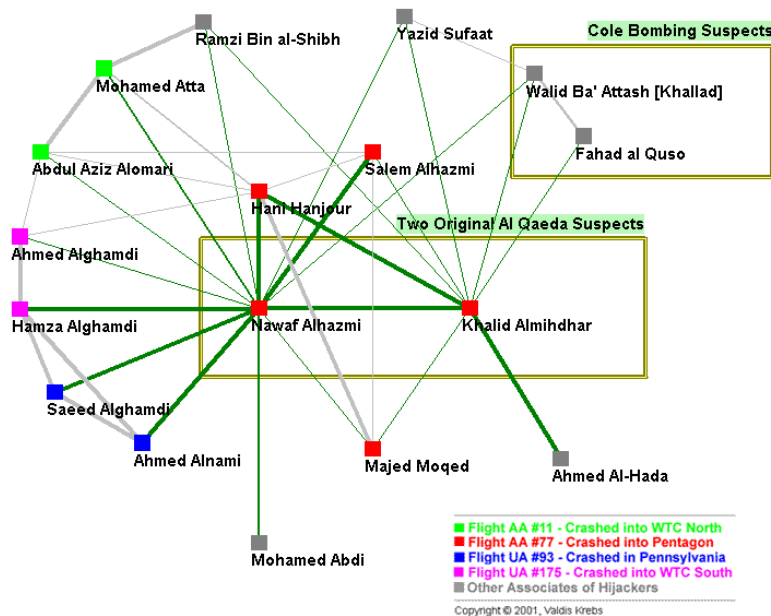 Yazid Sufaat
Cole Bombing Suspects
Ramzi Bin al-Shibh
Mohamed Atta
Walid Ba' Attash [Khallad]
Abdul Aziz Alomari
Salem Alhazmi
Fahad al Quso
Hani Hanjour
Two Original Al Qaeda Suspects
Ahmed Alghamdi
Hamza Alghamdi
Nawaf Alhazmi
Khalid Almihdhar
Saeed Alghamdi
Ahmed Alnami
Majed Moqed
Ahmed Al-Hada
Mohamed Abdi
Flight AA #11 - Crashed into WTC North
Flight AA #77 - Crashed into Pentagon
Flight UA #93 - Crashed in Pennsylvania
Flight UA #175 - Crashed into WTC South
Other Associates of Hijackers
Copyright © 2001, Valdis Krebs